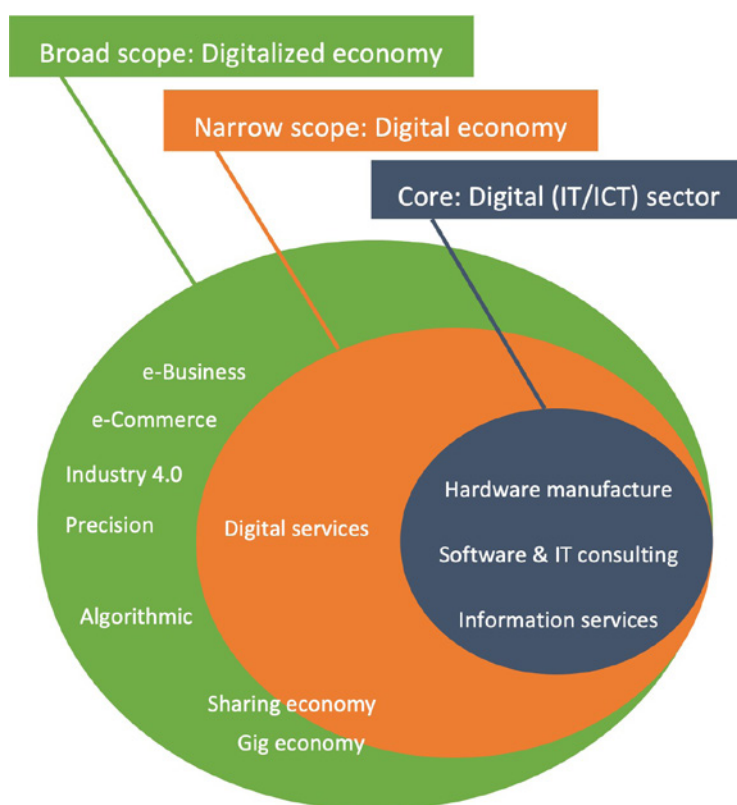 Broad scope: Digitalized economy
Narrow scope: Digital economy
Core: Digital (IT/ICT) sector
e-Business
e-Commerce
Industry 4.0
Precision
Algorithmic
Digital services
Sharing economy
Gig economy
Hardware manufacture
Software & IT consulting
Information services